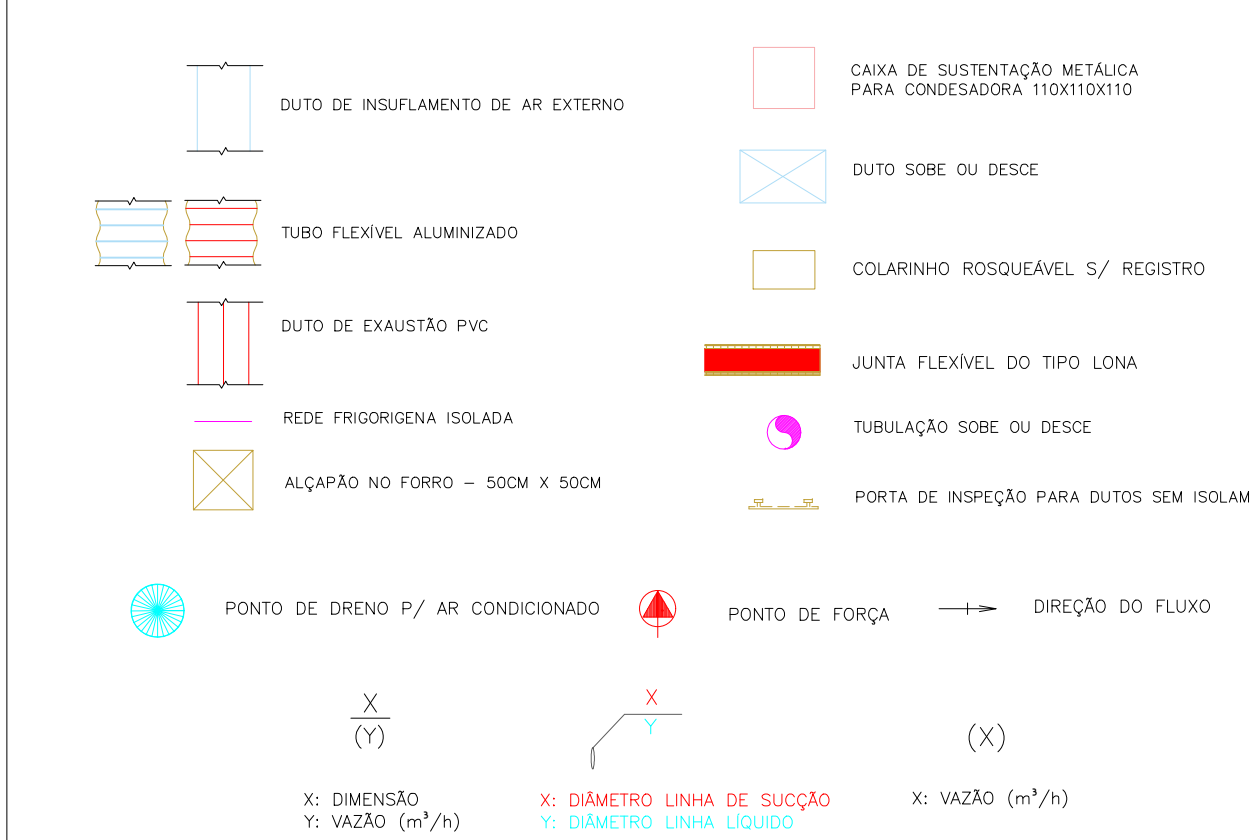 DUTO DE INSUFLAMENTO DE AR EXTERNO
TUBO FLEXÍVEL ALUMINIZADO
DUTO DE EXAUSTÃO PVC
REDE FRIGORIGENA ISOLADA
ALÇAPÃO NO FORRO – 50CM X 50CM
CAIXA DE SUSTENTAÇÃO METÁLICA
PARA CONDESADORA 110X110X110
DUTO SOBE OU DESCE
COLARINHO ROSQUEÁVEL S/ REGISTRO
JUNTA FLEXÍVEL DO TIPO LONA
TUBULAÇÃO SOBE OU DESCE
PORTA DE INSPEÇÃO PARA DUTOS SEM ISOLAM
PONTO DE DRENO P/ AR CONDICIONADO
PONTO DE FORÇA
DIREÇÃO DO FLUXO
X
(Y)
X: DIMENSÃO
Y: VAZÃO (m³/h)
X
Y
X: DIÂMETRO LINHA DE SUCÇÃO
Y: DIÂMETRO LINHA LÍQUIDO
(X)
X: VAZÃO (m³/h)